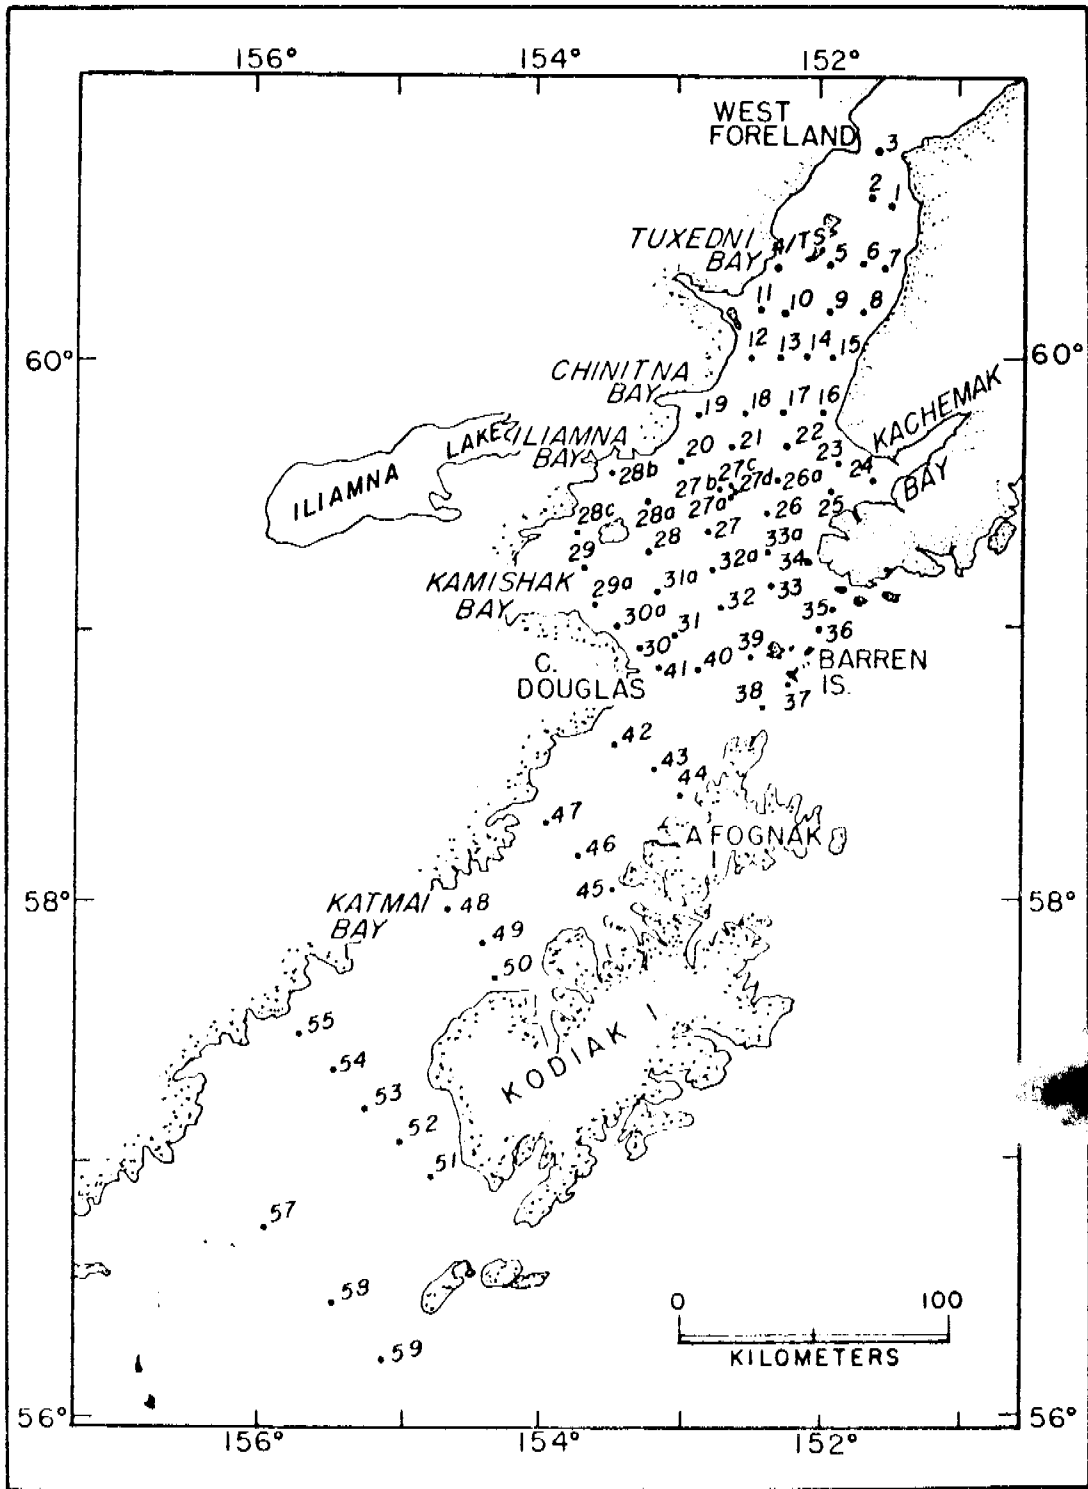 156° 154° 152°
WEST
FORELAND
3
2 1
TUXEDNI
BAY
4/TS 5 6 7
11 10 9 8
12 13 14 15
60° 60°
CHINITNA
BAY
19 18 17 16
KACHEMAK
BAY
LAKE
ILIAMNA
ILIAMNA
BAY
20 21 22 23 24
28b 27b 27c 27d 26a
28c 28a 27a 26 25
29 28 27 33a
KAMISHAK
BAY
29a 31a 32a 34
30a 31 32 33 35
30 41 40 39 36
C.
DOUGLAS
BARREN
IS.
38 37
42
43
44
47
46
45
AFOGNAK
58° 58°
KATMAI
BAY
48
49
50
KODIAK I
55
54
53
52
51
57
58
59
0 100
KILOMETERS
56° 56°
156° 154° 152°